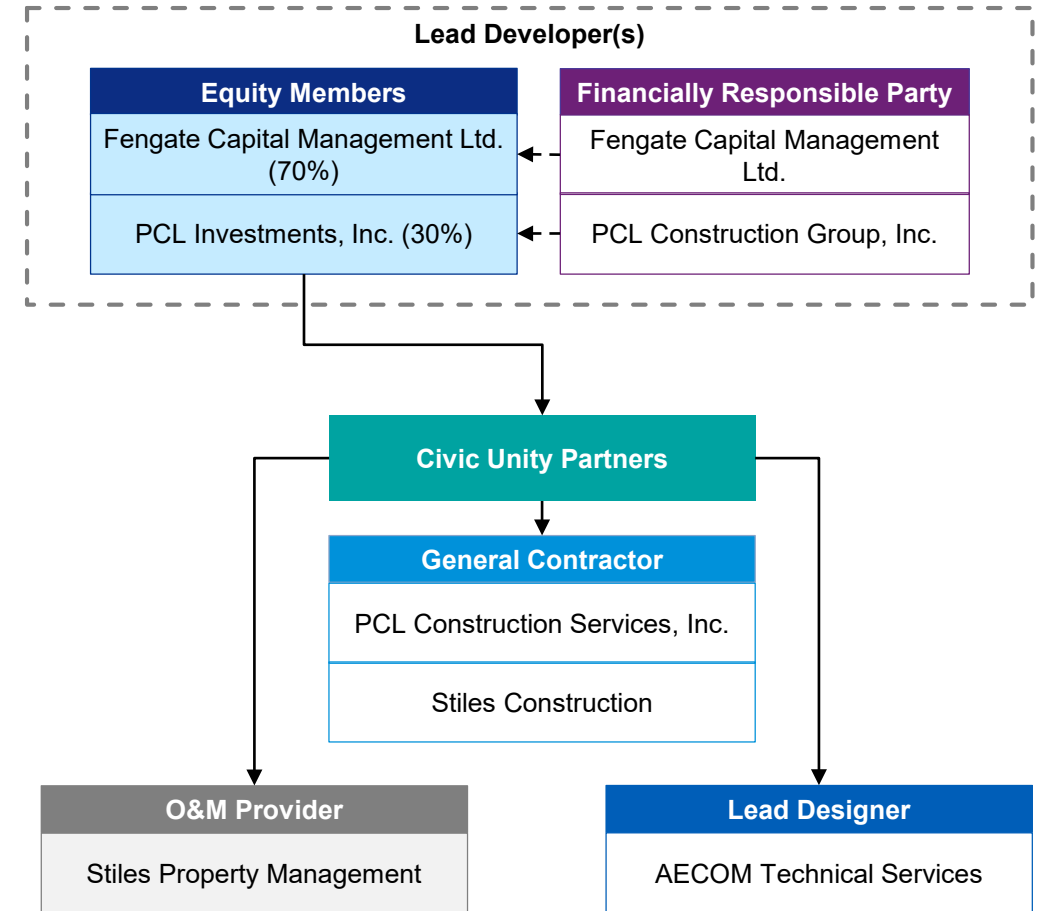 Lead Developer(s)
Equity Members
Fengate Capital Management Ltd.
(70%)
PCL Investments, Inc. (30%)
Financially Responsible Party
Fengate Capital Management
Ltd.
PCL Construction Group, Inc.
Civic Unity Partners
General Contractor
PCL Construction Services, Inc.
Stiles Construction
O&M Provider
Stiles Property Management
Lead Designer
AECOM Technical Services